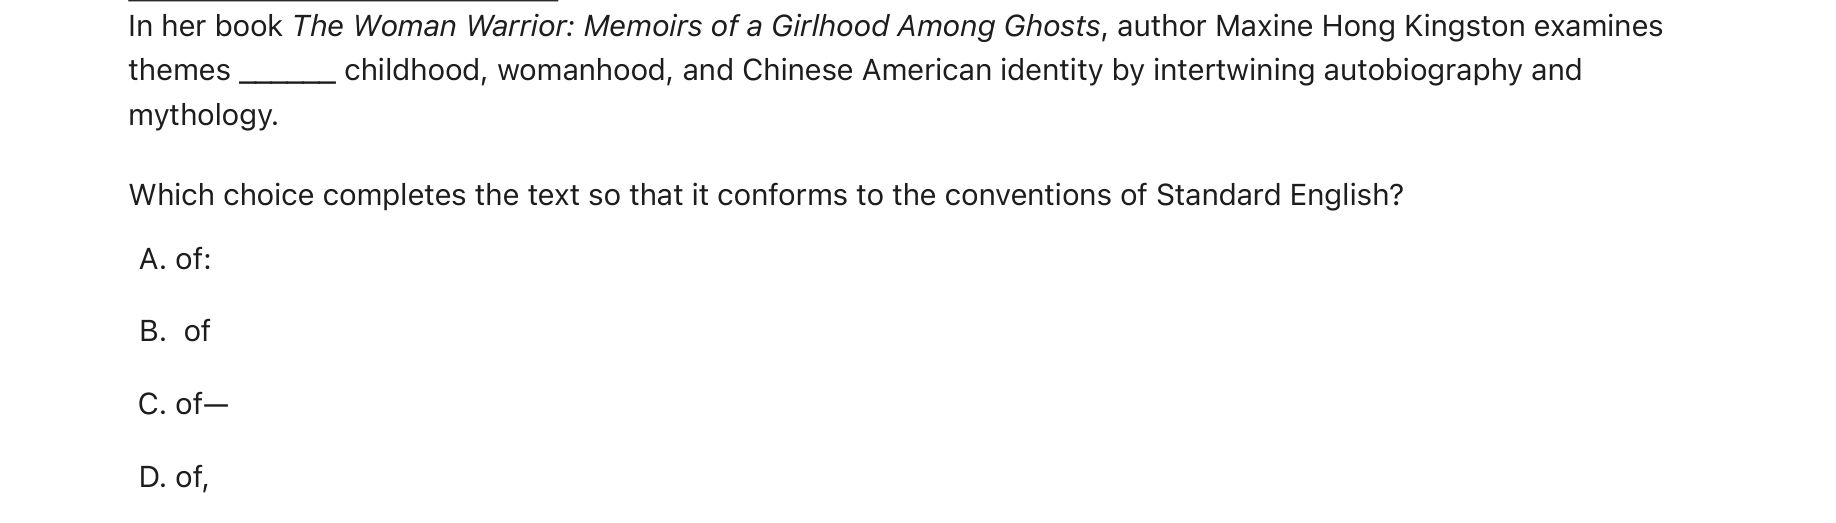 In her book The Woman Warrior: Memoirs of a Girlhood Among Ghosts, author Maxine Hong Kingston examines
themes ______ childhood, womanhood, and Chinese American identity by intertwining autobiography and
mythology.
Which choice completes the text so that it conforms to the conventions of Standard English?
A. of:
B. of
C. of—
D. of,